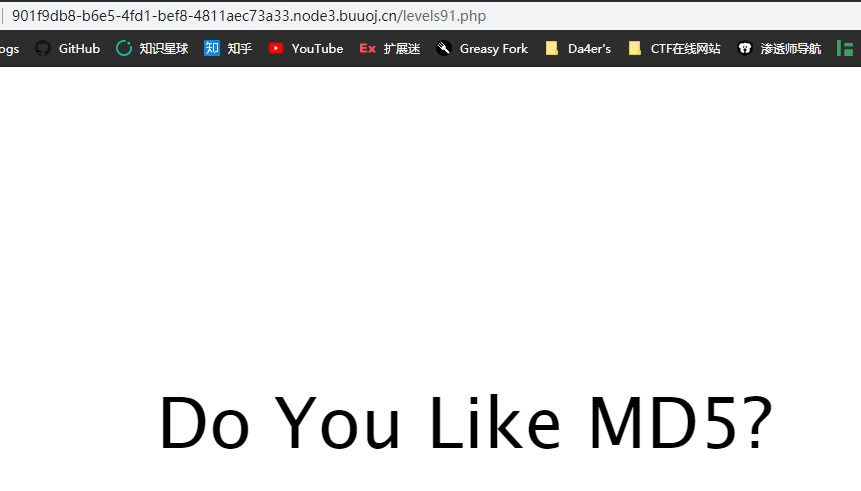 901f9db8-b6e5-4fd1-bef8-4811aec73a33.node3.buuoj.cn/levels91.php
ogs GitHub 知识星球 知 知乎 YouTube Ex 扩展迷 Greasy Fork Da4er's CTF在线网站 渗透师导航
Do You Like MD5?